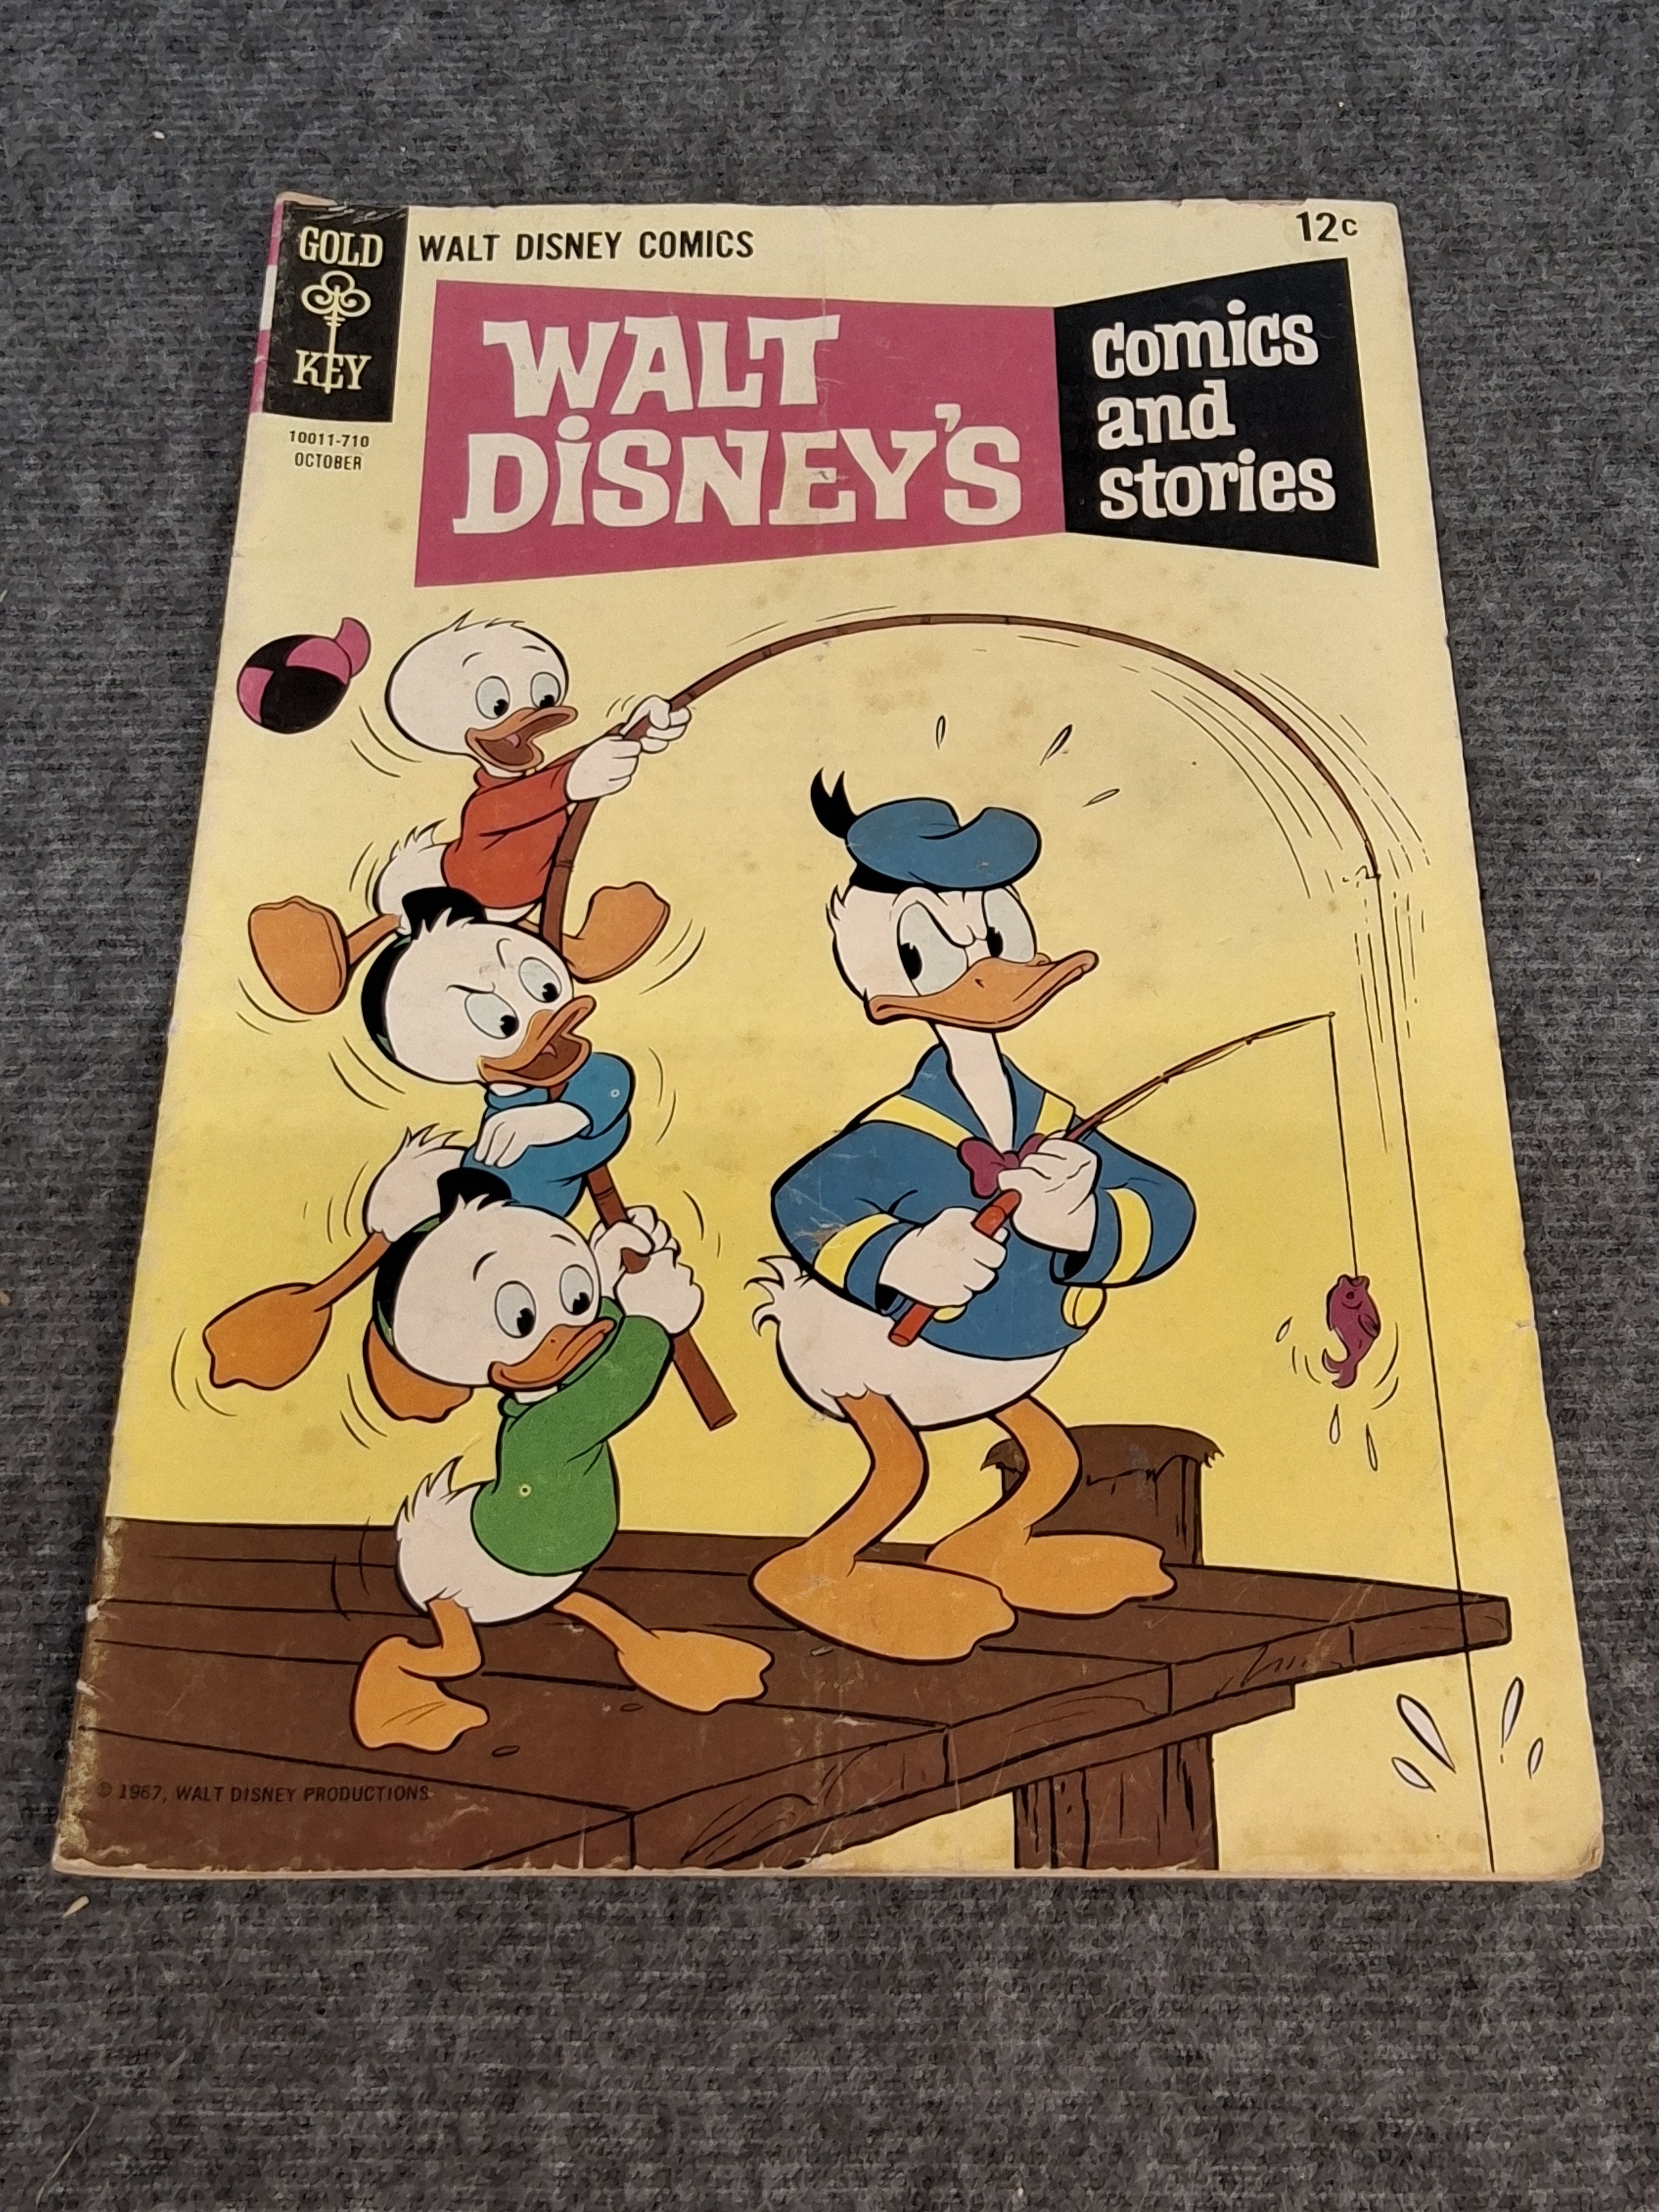 GOLD
KEY
WALT DISNEY COMICS
12c
10011-710
OCTOBER
WALT
DiSNEY'S
Comics
and
stories
© 1967, WALT DISNEY PRODUCTIONS